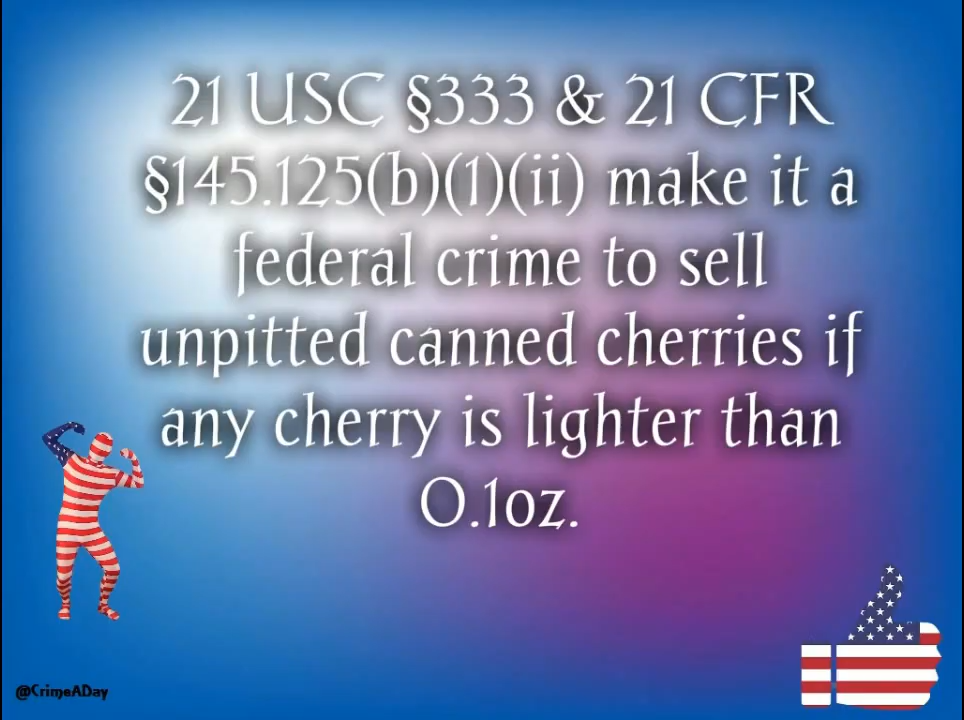 21 USC §333 & 21 CFR
§145.125(b)(1)(ii) make it a
federal crime to sell
unpitted canned cherries if
any cherry is lighter than
0.1oz.
@CrimeADay